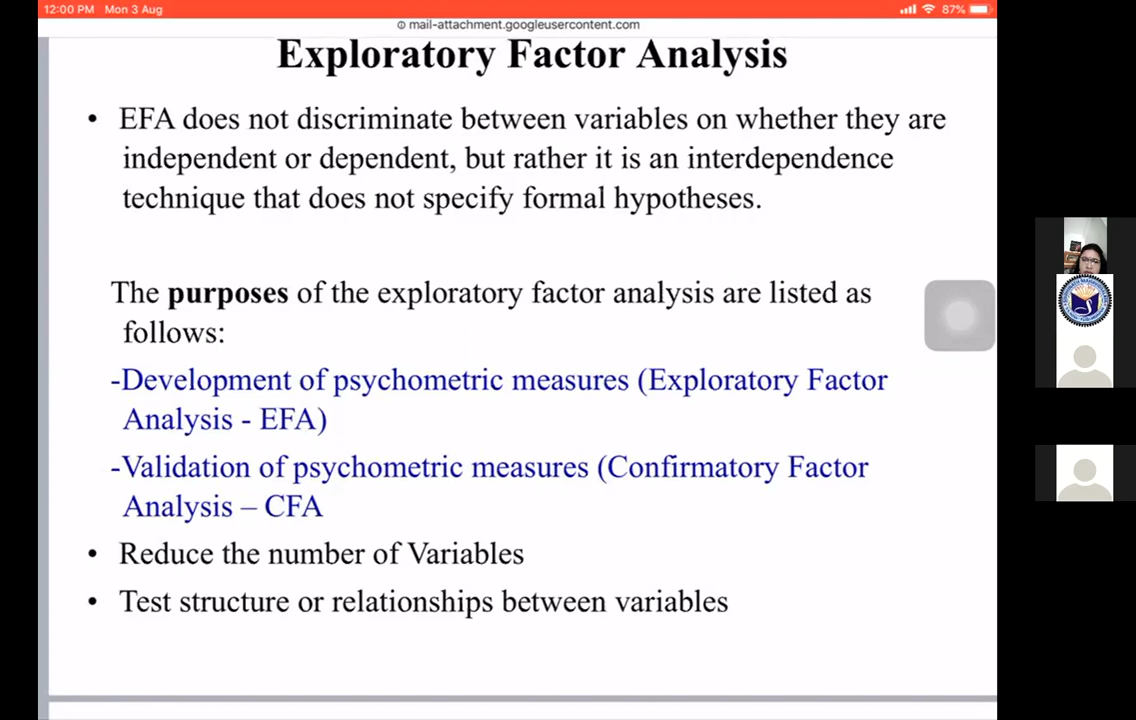 12:00 PM Mon 3 Aug
87%
mail-attachment.googleusercontent.com
Exploratory Factor Analysis
• EFA does not discriminate between variables on whether they are
independent or dependent, but rather it is an interdependence
technique that does not specify formal hypotheses.
The purposes of the exploratory factor analysis are listed as
follows:
-Development of psychometric measures (Exploratory Factor
Analysis - EFA)
-Validation of psychometric measures (Confirmatory Factor
Analysis – CFA
• Reduce the number of Variables
• Test structure or relationships between variables